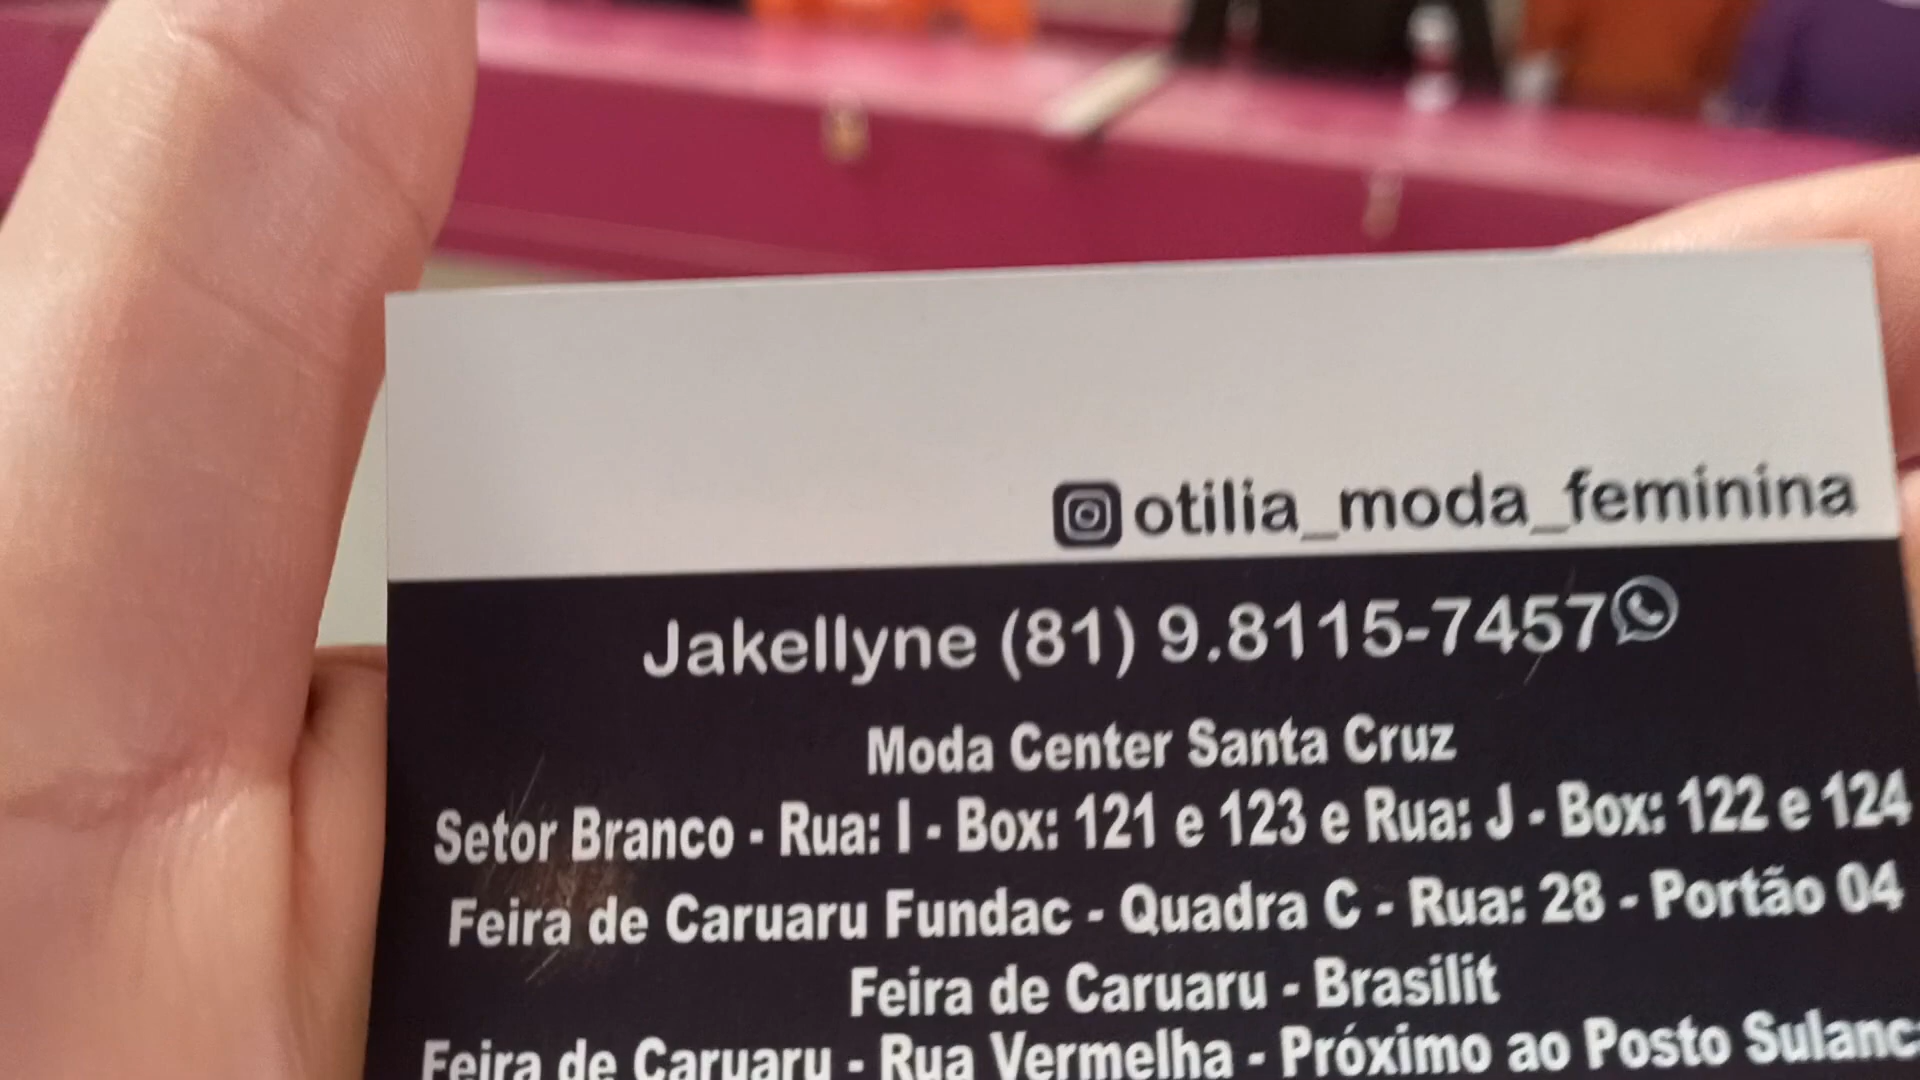 otilia_moda_feminina
Jakellyne (81) 9.8115-7457
Moda Center Santa Cruz
Setor Branco - Rua: I - Box: 121 e 123 e Rua: J - Box: 122 e 124
Feira de Caruaru Fundac - Quadra C - Rua: 28 - Portão 04
Feira de Caruaru - Brasilit
Feira de Caruaru - Rua Vermelha - Próximo ao Posto